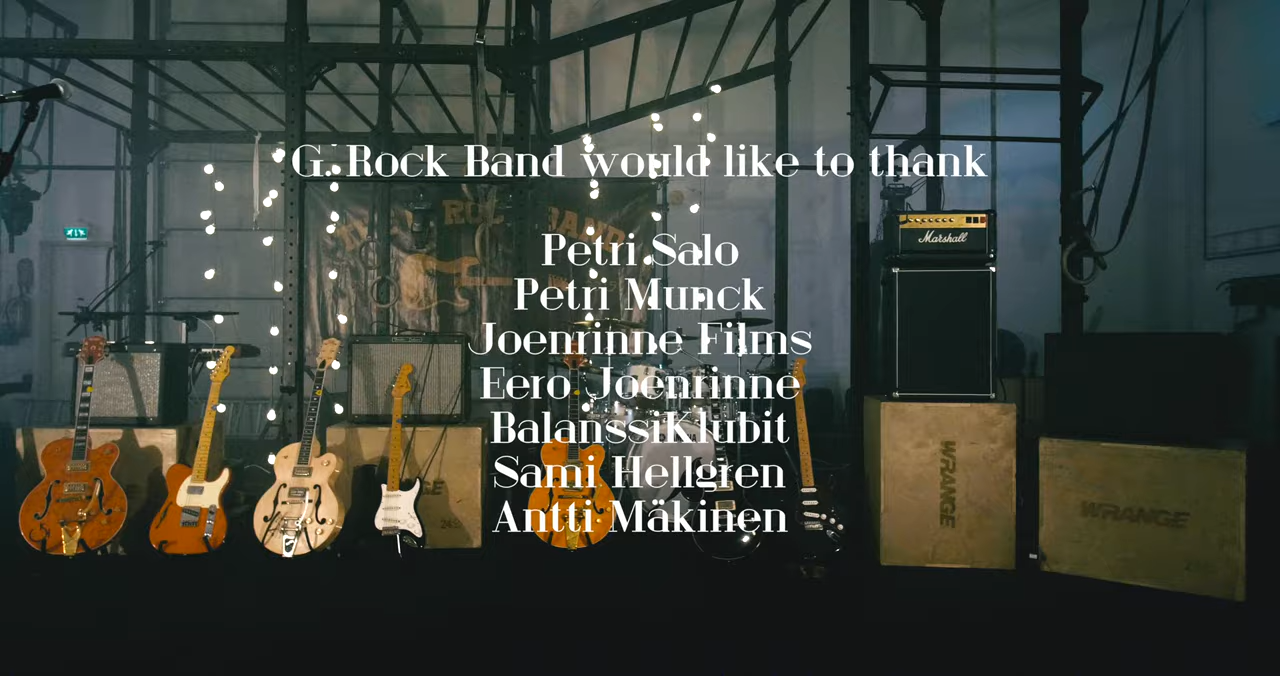 G. Rock Band would like to thank
Petri Salo
Petri Munck
Joenrinne Films
Eero Joenrinne
BalanssiKlubit
Sami Hellgren
Antti Mäkinen
Marshall
WRANGE
WRANGE